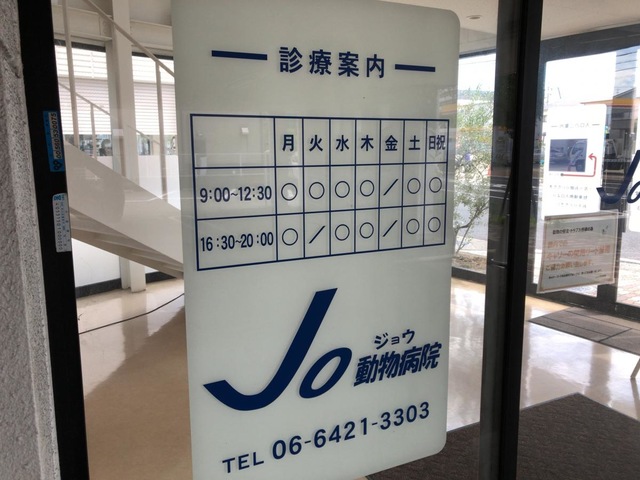 診療案内
月 火 水 木 金 土 日祝
9:00~12:30 ○ ○ ○ ○ / ○ ○
16:30~20:00 ○ / ○ ○ / ○ ○
Jo ジョウ
動物病院
TEL 06-6421-3303